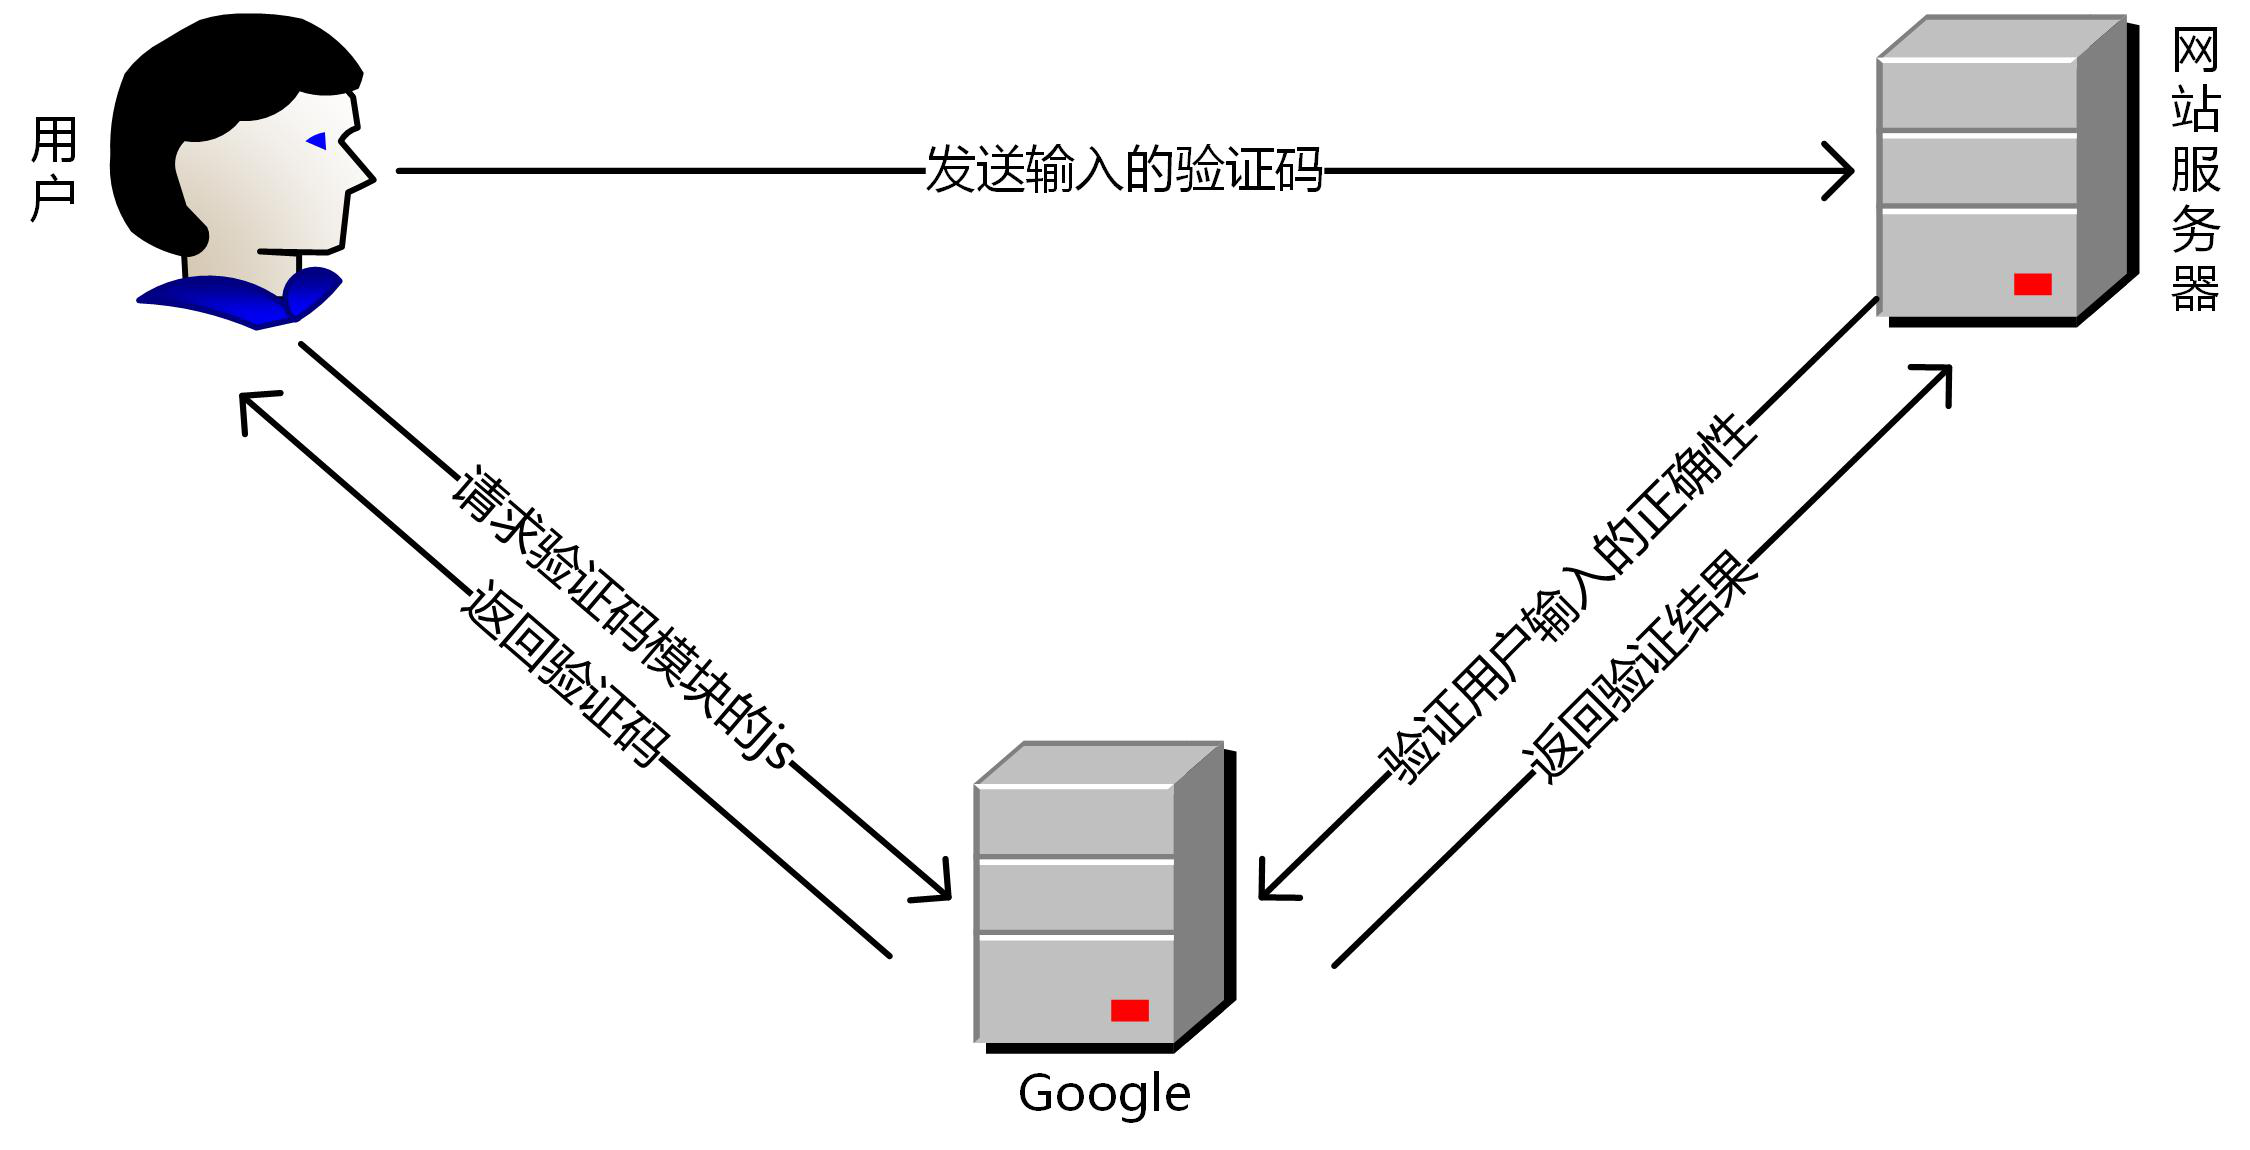 用户
网站服务器
发送输入的验证码
请求验证码模块的js
返回验证码
验证用户输入的正确性
返回验证结果
Google